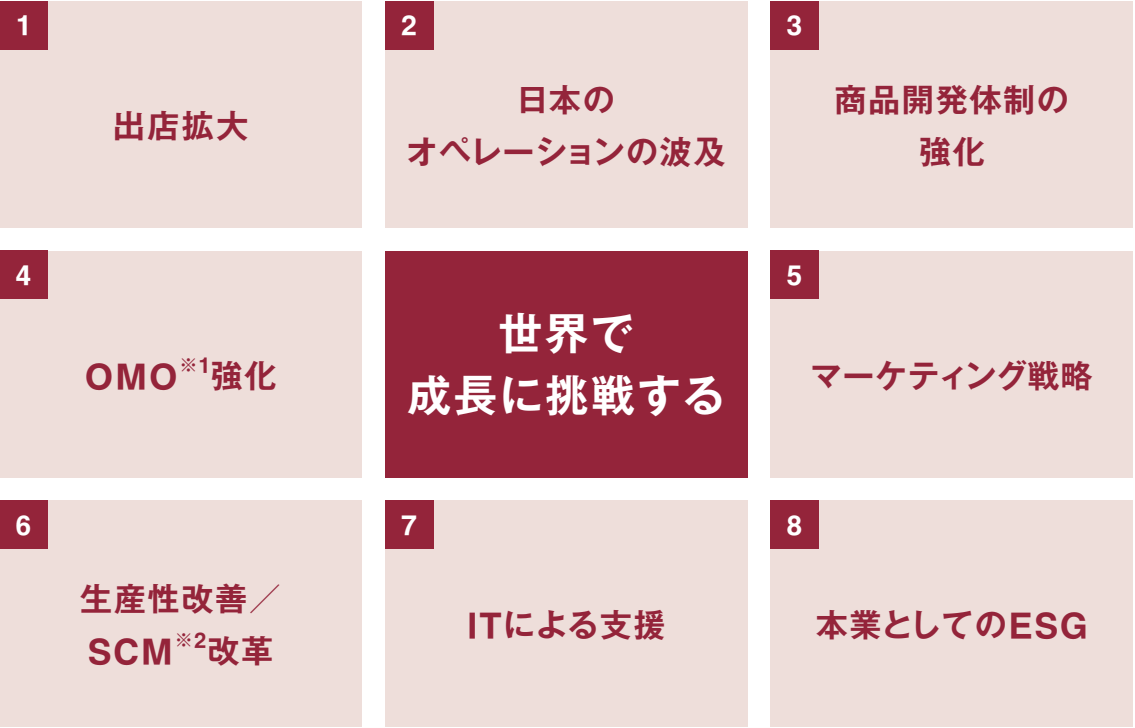 1
出店拡大
2
日本の
オペレーションの波及
3
商品開発体制の
強化
4
OMO※1強化
世界で
成長に挑戦する
5
マーケティング戦略
6
生産性改善／
SCM※2改革
7
ITによる支援
8
本業としてのESG